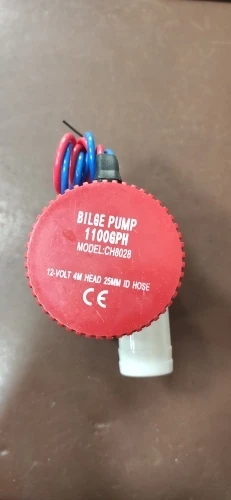 BILGE PUMP
1100GPH
MODEL:CH8028
12-VOLT 4M HEAD 25MM ID HOSE
CE